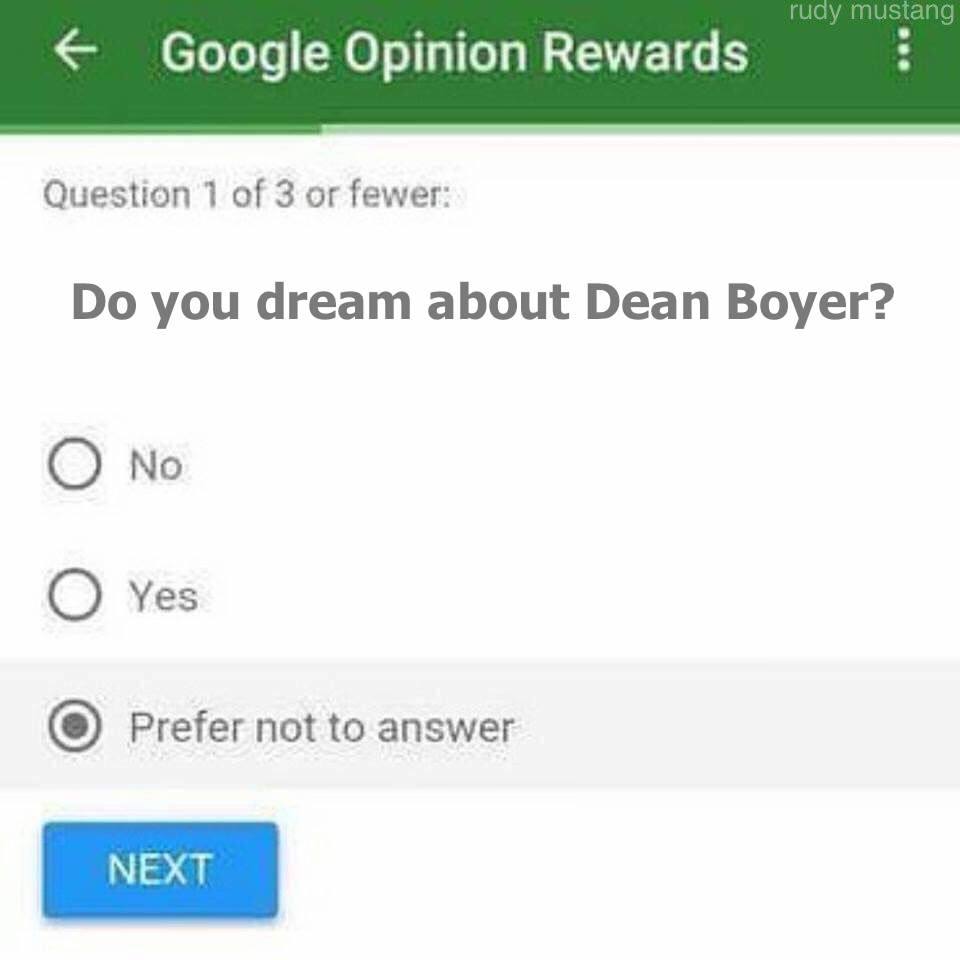 rudy mustang
Google Opinion Rewards
Question 1 of 3 or fewer:
Do you dream about Dean Boyer?
No
Yes
Prefer not to answer
NEXT